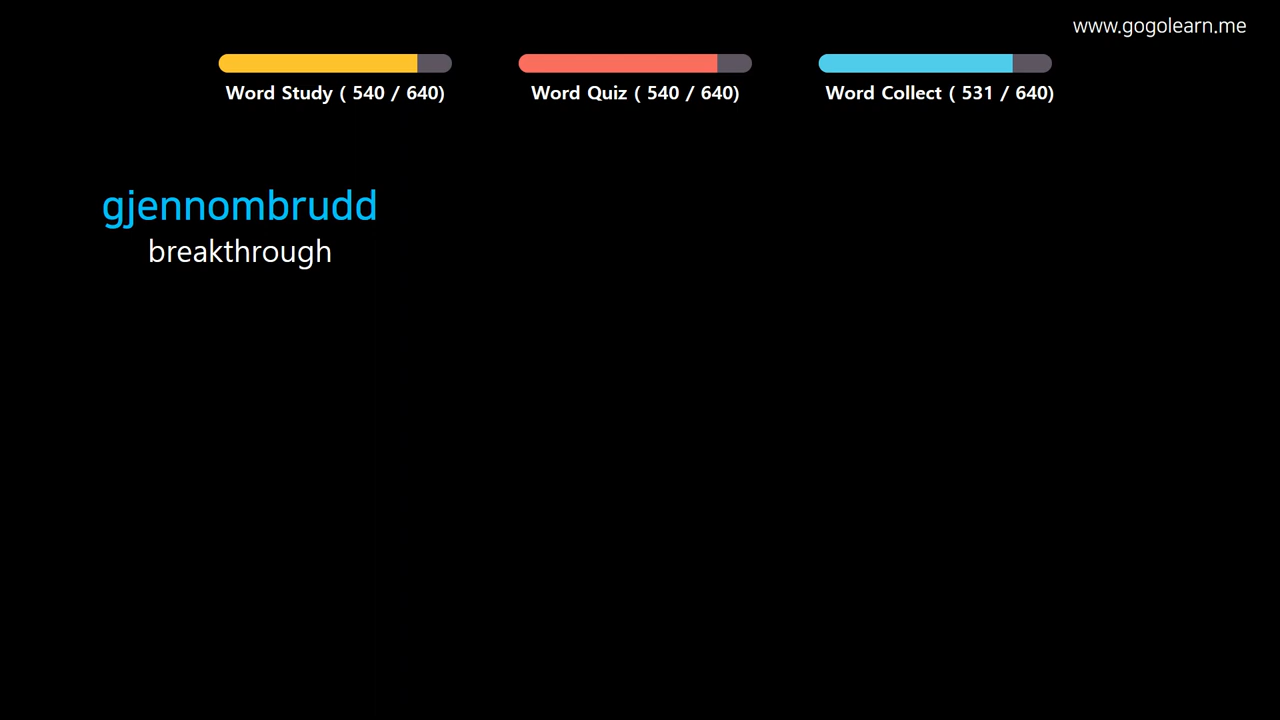 www.gogolearn.me
Word Study ( 540 / 640)
Word Quiz ( 540 / 640)
Word Collect ( 531 / 640)
gjennombrudd
breakthrough